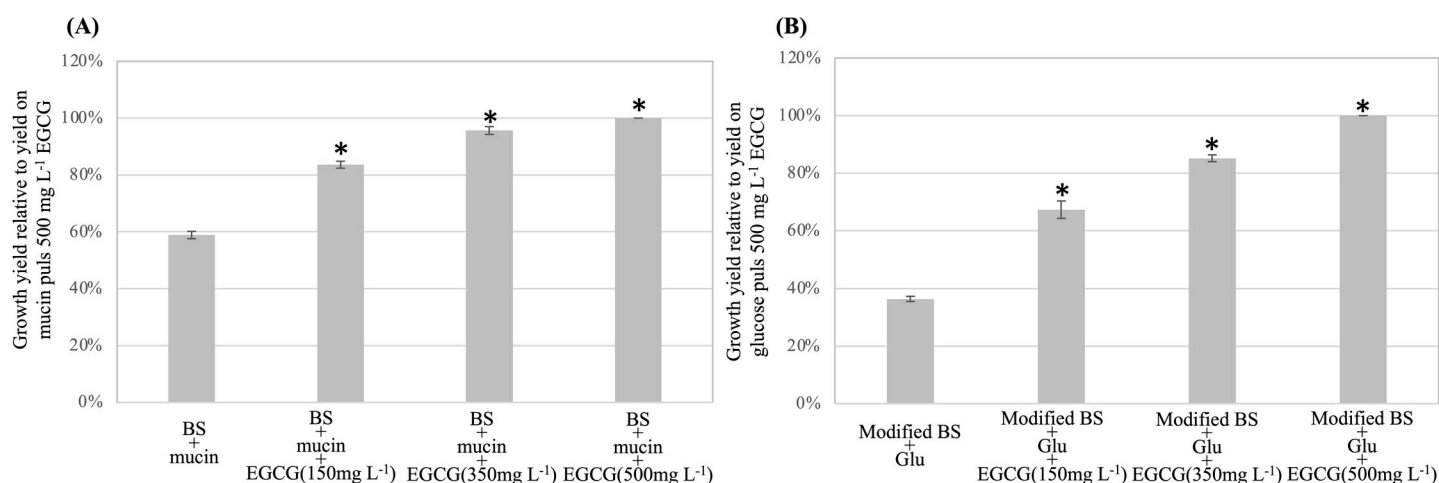 (A)
Growth yield relative to yield on
mucin puls 500 mg L⁻¹ EGCG
120%
100%
80%
60%
40%
20%
0%
*
*
*
BS
+
mucin
BS
+
mucin
+
EGCG(150mg L⁻¹)
BS
+
mucin
+
EGCG(350mg L⁻¹)
BS
+
mucin
+
EGCG(500mg L⁻¹)
(B)
Growth yield relative to yield on
glucose puls 500 mg L⁻¹ EGCG
120%
100%
80%
60%
40%
20%
0%
*
*
*
Modified BS
+
Glu
Modified BS
+
Glu
+
EGCG(150mg L⁻¹)
Modified BS
+
Glu
+
EGCG(350mg L⁻¹)
Modified BS
+
Glu
+
EGCG(500mg L⁻¹)